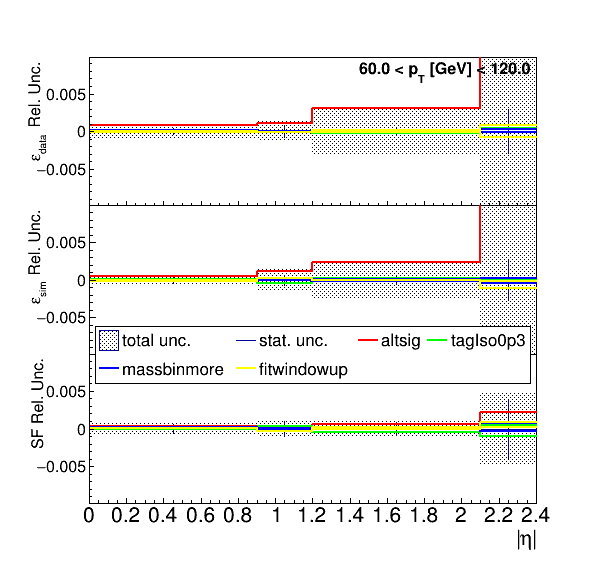 60.0 < pT [GeV] < 120.0
εdata Rel. Unc.
0.005
0
−0.005
εsim Rel. Unc.
0.005
0
−0.005
total unc. stat. unc. altsig tagIso0p3
massbinmore fitwindowup
SF Rel. Unc.
0.005
0
−0.005
0 0.2 0.4 0.6 0.8 1 1.2 1.4 1.6 1.8 2 2.2 2.4
|η|